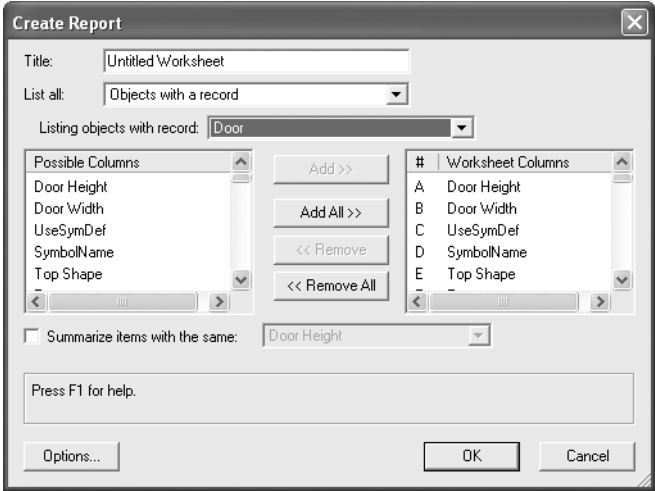 Create Report
Title: Untitled Worksheet
List all: Objects with a record
Listing objects with record: Door
Possible Columns
Door Height
Door Width
UseSymDef
SymbolName
Top Shape
Add >>
Add All >>
<< Remove
<< Remove All
# Worksheet Columns
A Door Height
B Door Width
C UseSymDef
D SymbolName
E Top Shape
Summarize items with the same: Door Height
Press F1 for help.
Options...
OK
Cancel